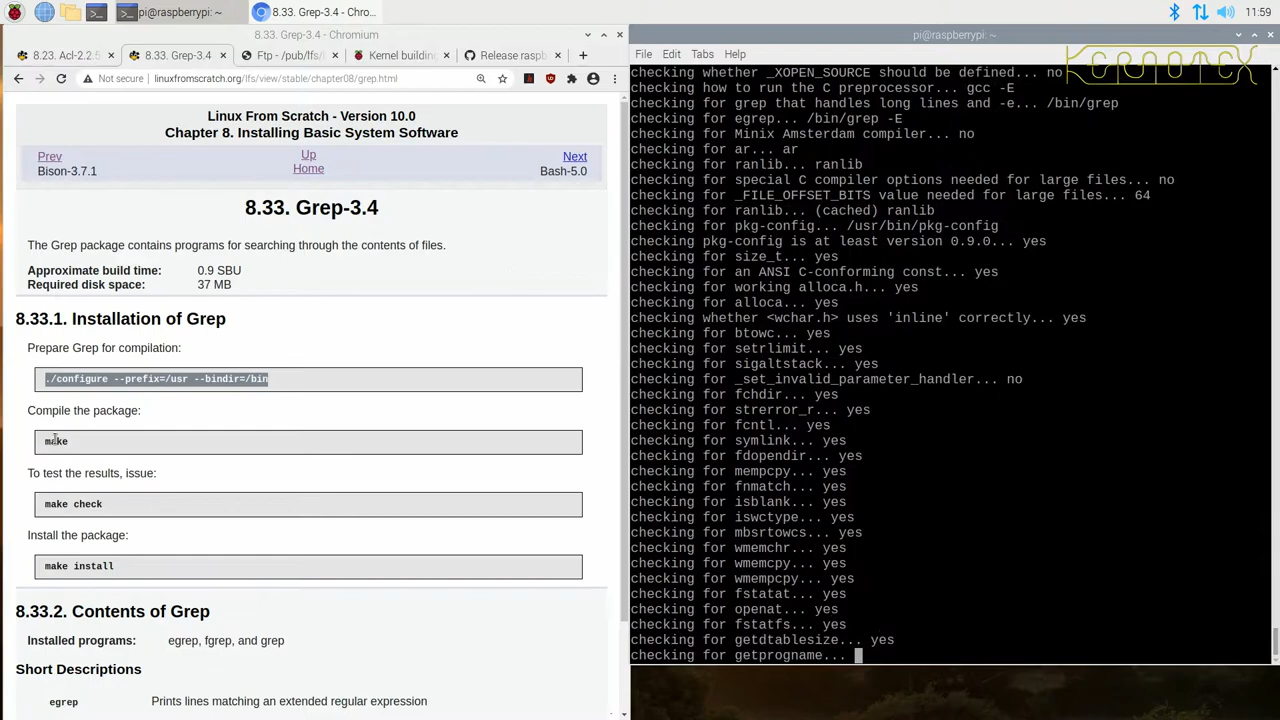 pi@raspberrypi: ~
8.33. Grep-3.4 - Chro...
11:59
8.33. Grep-3.4 - Chromium
8.23. Acl-2.2.5
8.33. Grep-3.4
Ftp - /pub/lfs/l
Kernel building
Release raspb
Not secure
linuxfromscratch.org/lfs/view/stable/chapter08/grep.html
Linux From Scratch - Version 10.0
Chapter 8. Installing Basic System Software
Prev
Up
Next
Bison-3.7.1
Home
Bash-5.0
8.33. Grep-3.4
The Grep package contains programs for searching through the contents of files.
Approximate build time: 0.9 SBU
Required disk space: 37 MB
8.33.1. Installation of Grep
Prepare Grep for compilation:
./configure --prefix=/usr --bindir=/bin
Compile the package:
make
To test the results, issue:
make check
Install the package:
make install
8.33.2. Contents of Grep
Installed programs: egrep, fgrep, and grep
Short Descriptions
egrep Prints lines matching an extended regular expression
pi@raspberrypi: ~
File Edit Tabs Help
checking whether _XOPEN_SOURCE should be defined... no
checking how to run the C preprocessor... gcc -E
checking for grep that handles long lines and -e... /bin/grep
checking for egrep... /bin/grep -E
checking for Minix Amsterdam compiler... no
checking for ar... ar
checking for ranlib... ranlib
checking for special C compiler options needed for large files... no
checking for _FILE_OFFSET_BITS value needed for large files... 64
checking for ranlib... (cached) ranlib
checking for pkg-config... /usr/bin/pkg-config
checking pkg-config is at least version 0.9.0... yes
checking for size_t... yes
checking for an ANSI C-conforming const... yes
checking for working alloca.h... yes
checking for alloca... yes
checking whether <wchar.h> uses 'inline' correctly... yes
checking for btowc... yes
checking for setrlimit... yes
checking for sigaltstack... yes
checking for _set_invalid_parameter_handler... no
checking for fchdir... yes
checking for strerror_r... yes
checking for fcntl... yes
checking for symlink... yes
checking for fdopendir... yes
checking for mempcpy... yes
checking for fnmatch... yes
checking for isblank... yes
checking for iswctype... yes
checking for mbsrtowcs... yes
checking for wmemchr... yes
checking for wmemcpy... yes
checking for wmempcpy... yes
checking for fstatat... yes
checking for openat... yes
checking for fstatfs... yes
checking for getdtablesize... yes
checking for getprogname...